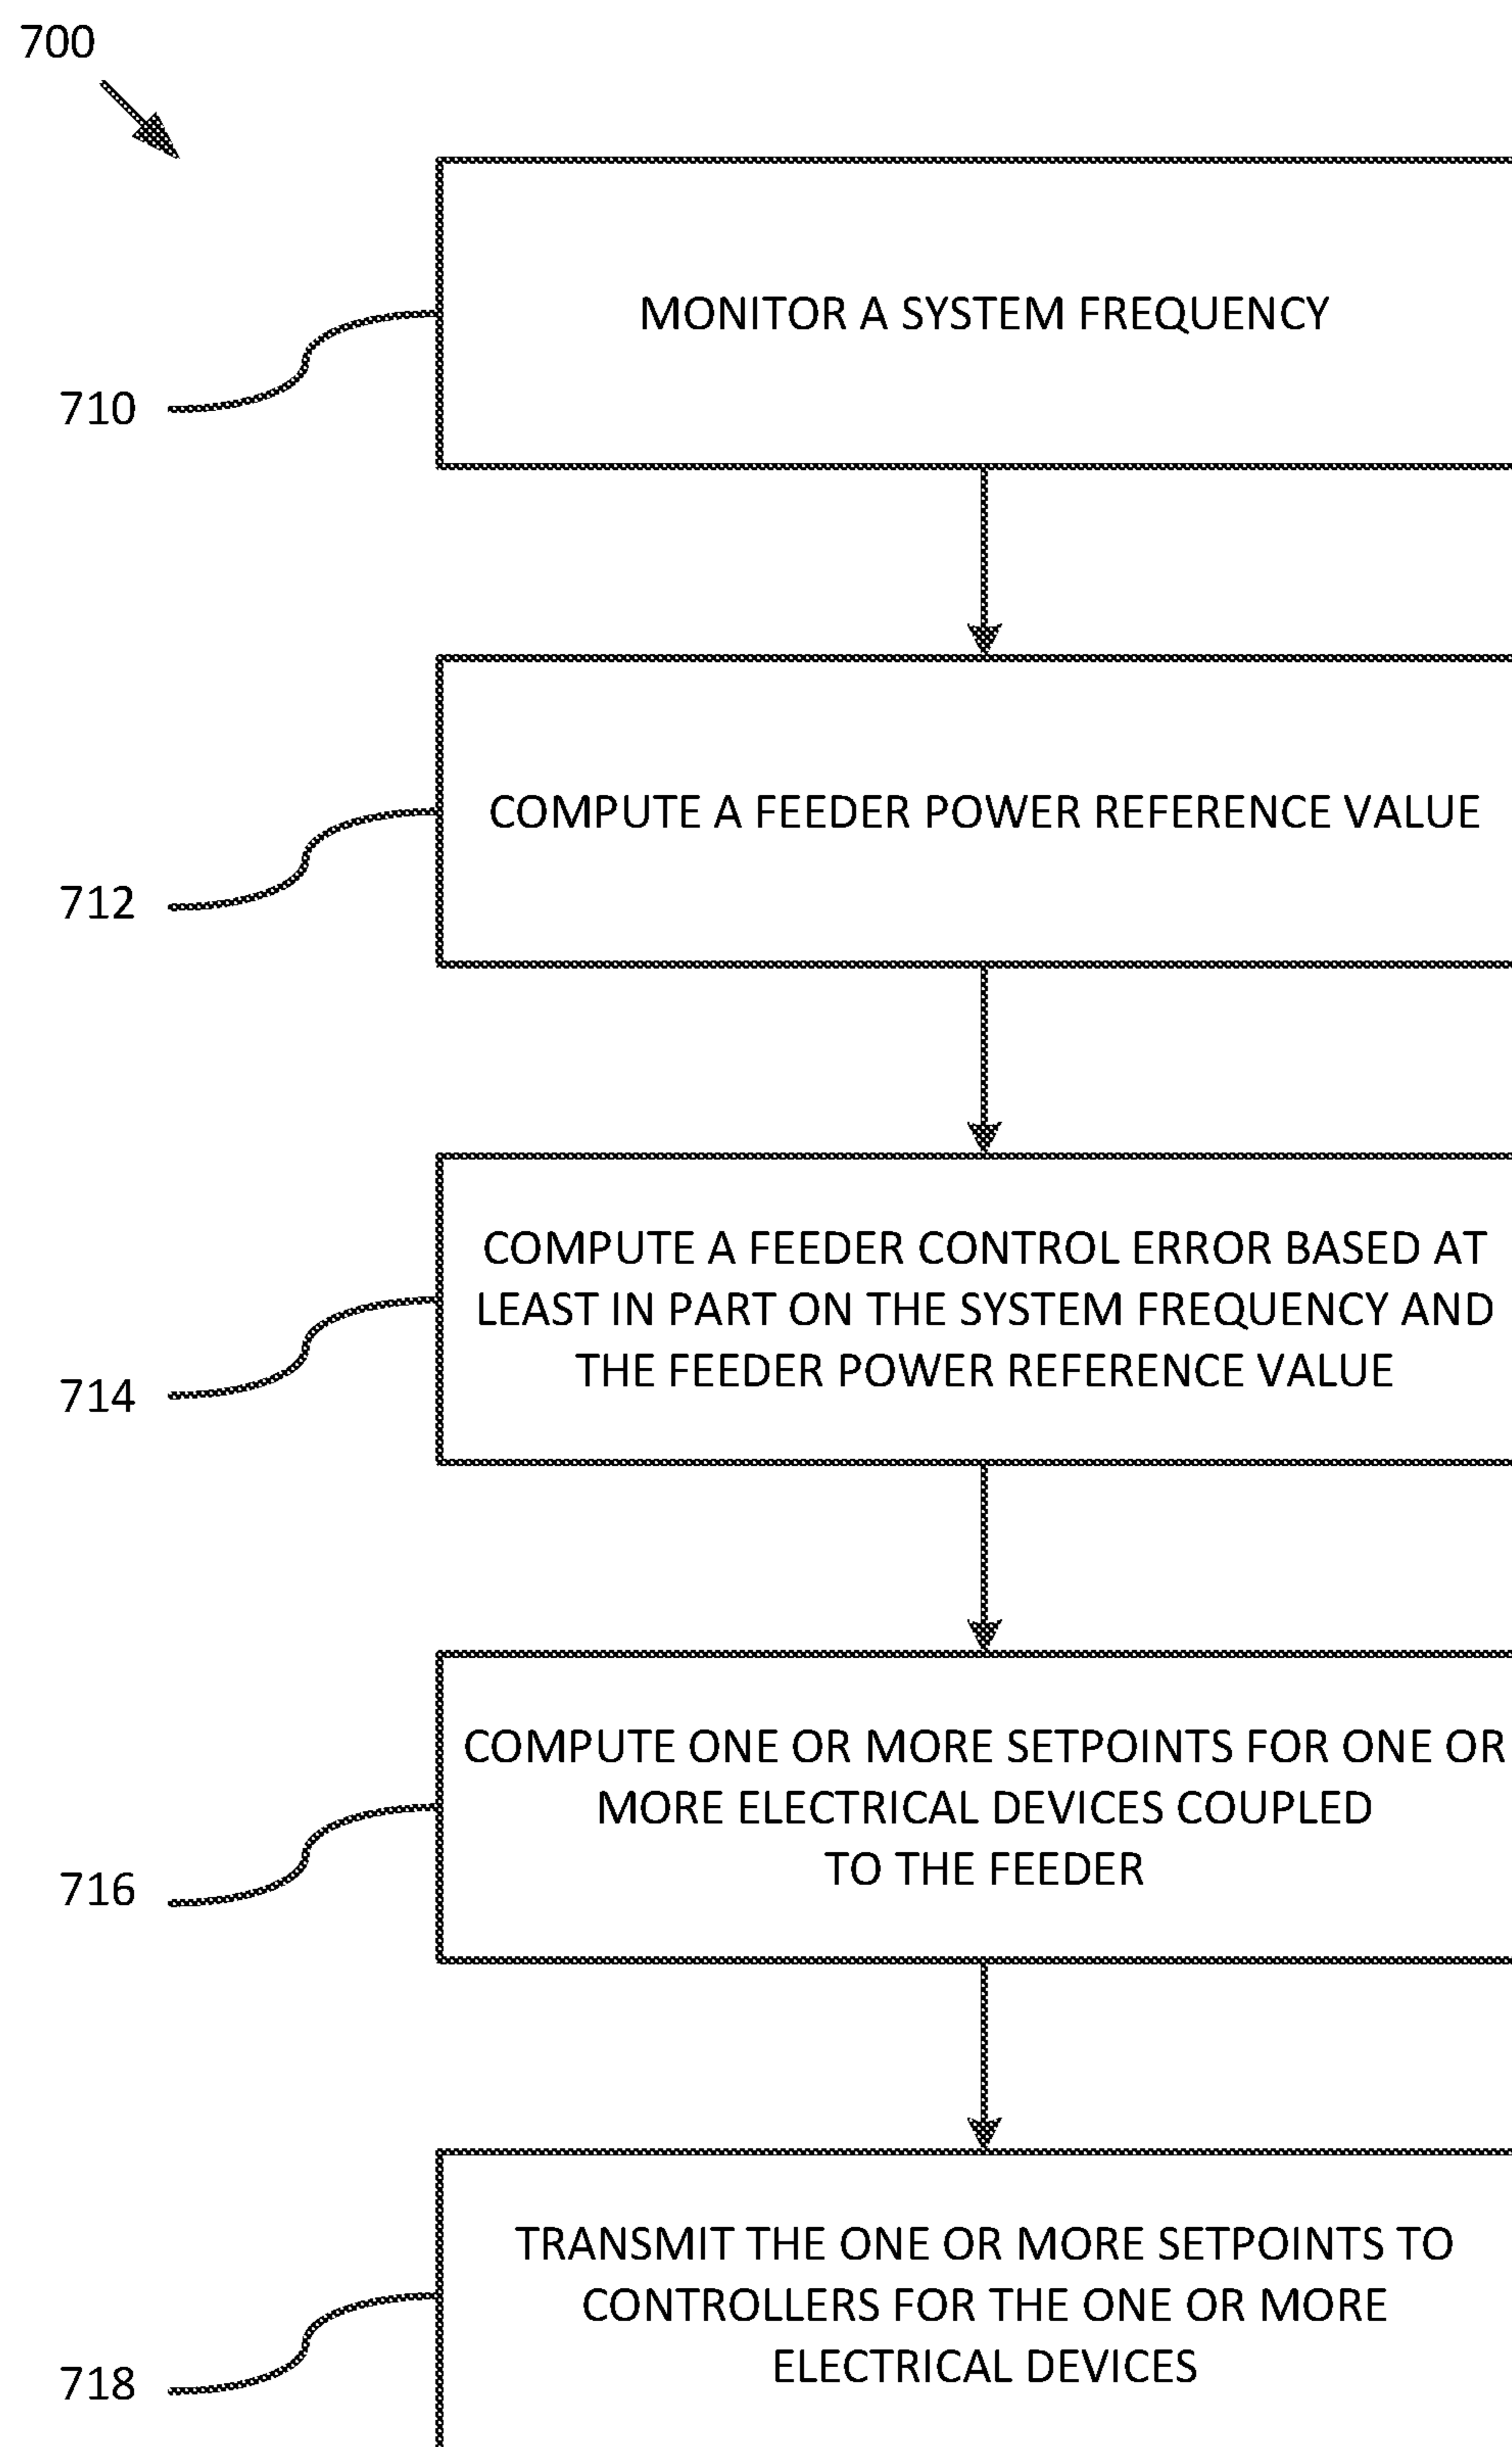 700
MONITOR A SYSTEM FREQUENCY
710
COMPUTE A FEEDER POWER REFERENCE VALUE
712
COMPUTE A FEEDER CONTROL ERROR BASED AT
LEAST IN PART ON THE SYSTEM FREQUENCY AND
THE FEEDER POWER REFERENCE VALUE
714
COMPUTE ONE OR MORE SETPOINTS FOR ONE OR
MORE ELECTRICAL DEVICES COUPLED
TO THE FEEDER
716
TRANSMIT THE ONE OR MORE SETPOINTS TO
CONTROLLERS FOR THE ONE OR MORE
ELECTRICAL DEVICES
718